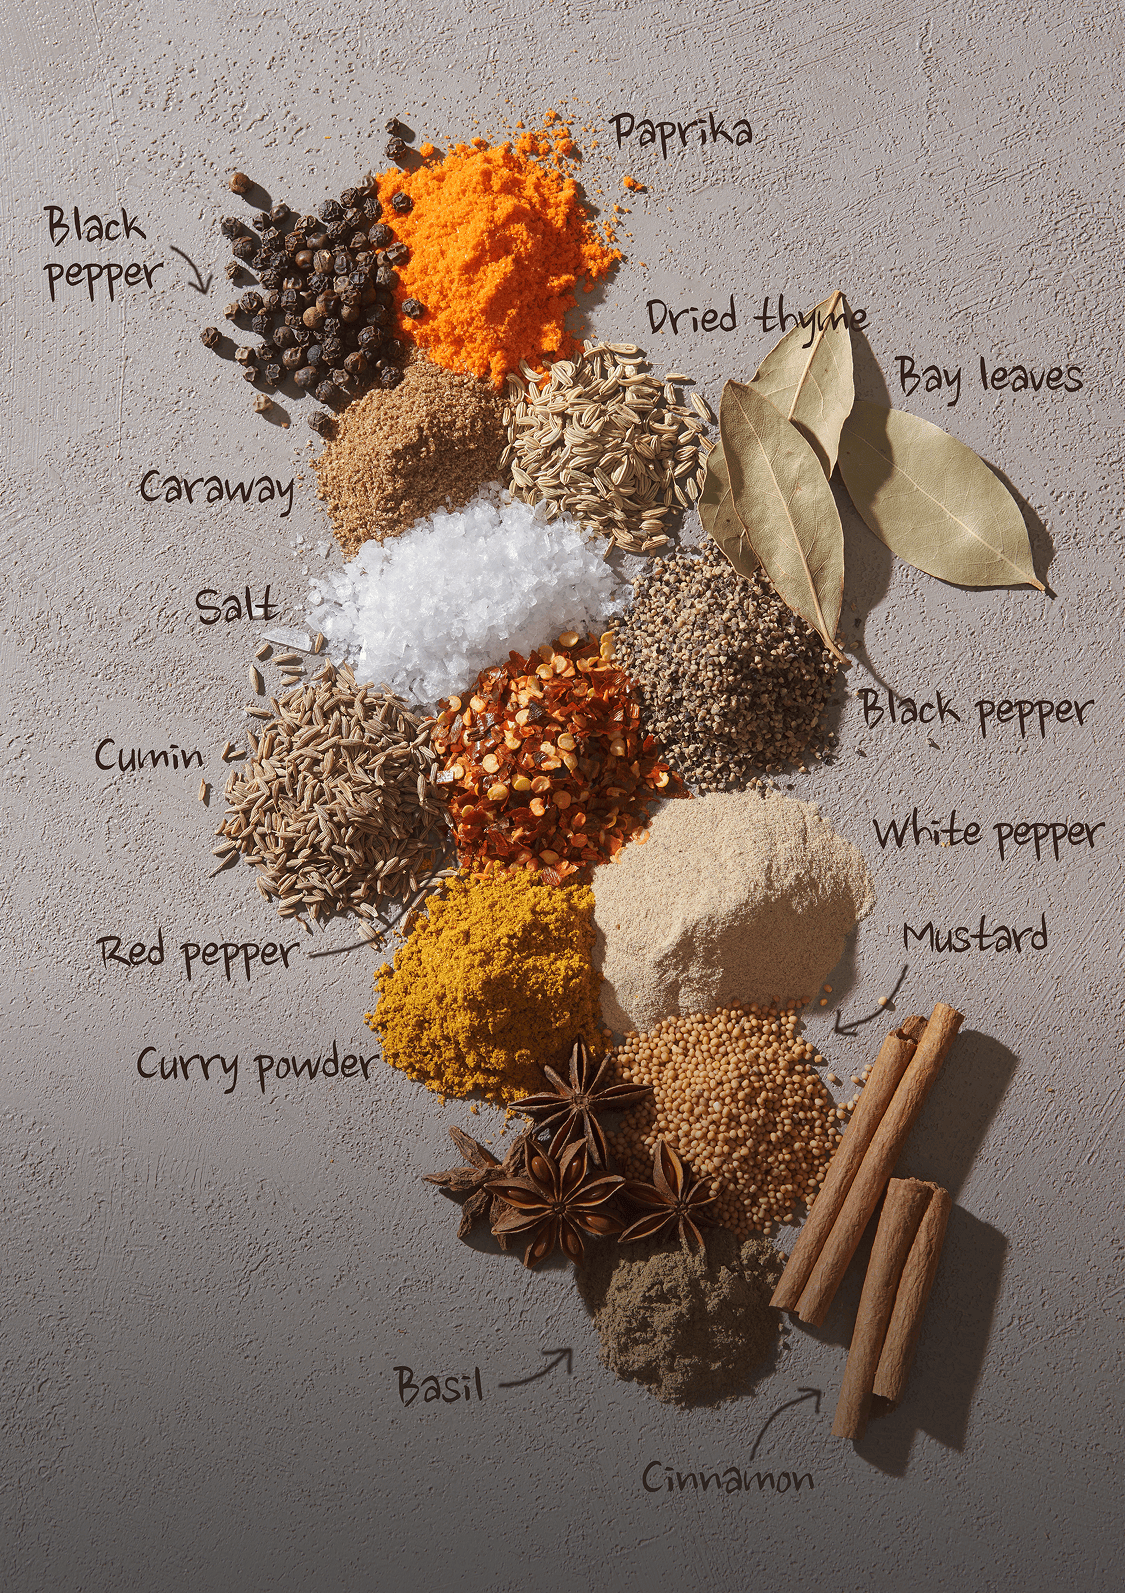 Paprika
Black
pepper
Dried thyme
Bay leaves
Caraway
Salt
Black pepper
Cumin
White pepper
Mustard
Red pepper
Curry powder
Basil
Cinnamon